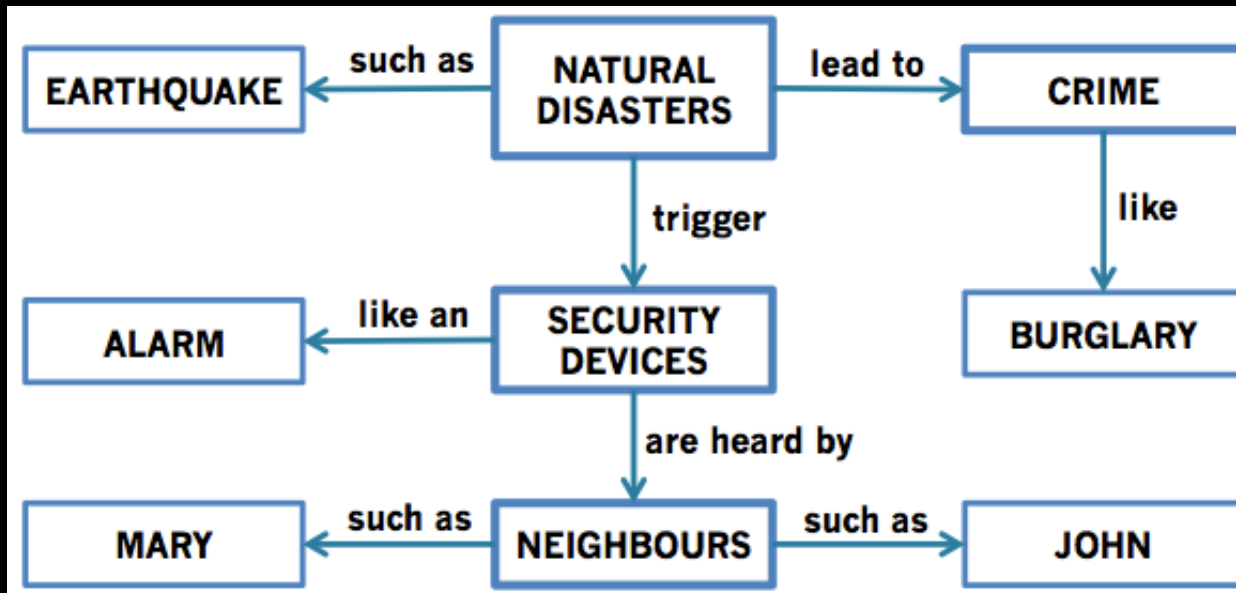 such as
lead to
EARTHQUAKE
NATURAL
DISASTERS
CRIME
trigger
like
like an
ALARM
SECURITY
DEVICES
BURGLARY
are heard by
such as
such as
MARY
NEIGHBOURS
JOHN